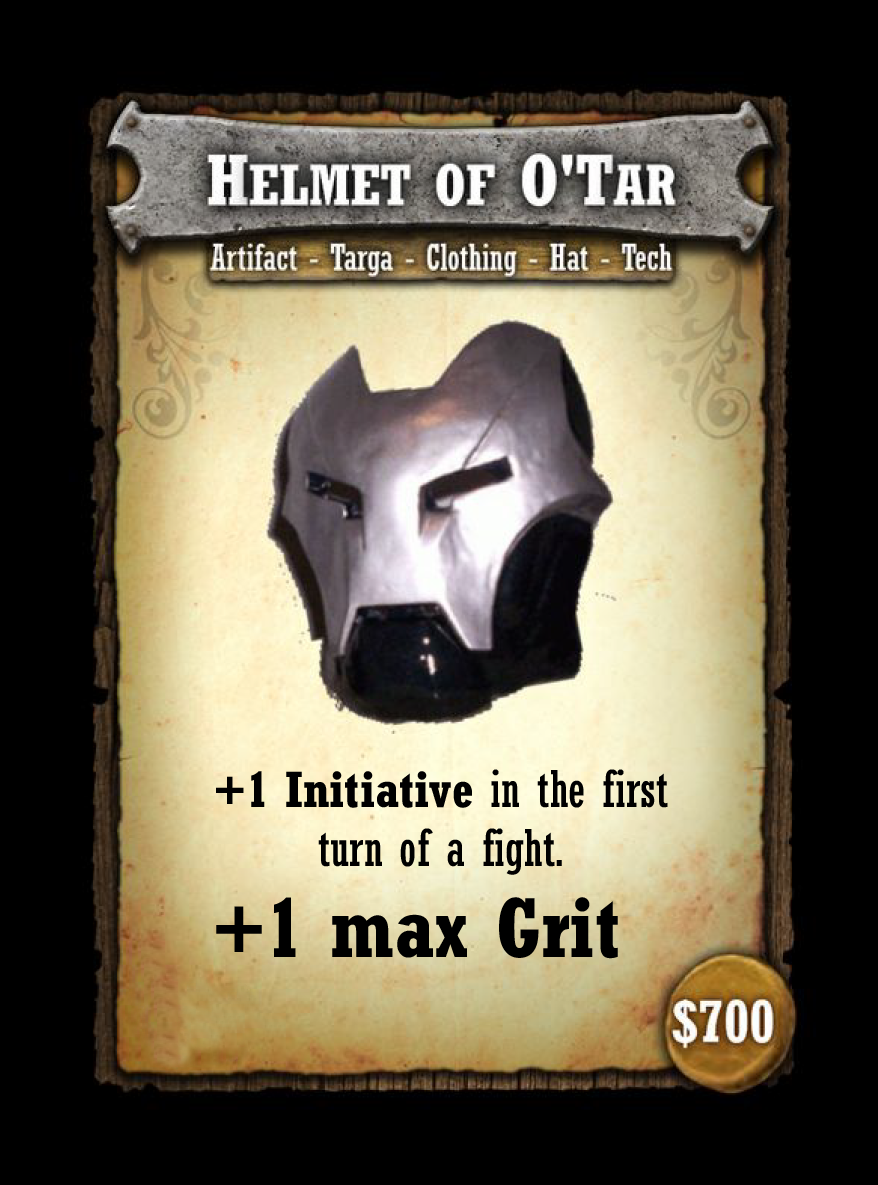 Helmet of O'Tar
Artifact - Targa - Clothing - Hat - Tech
+1 Initiative in the first
turn of a fight.
+1 max Grit
$700